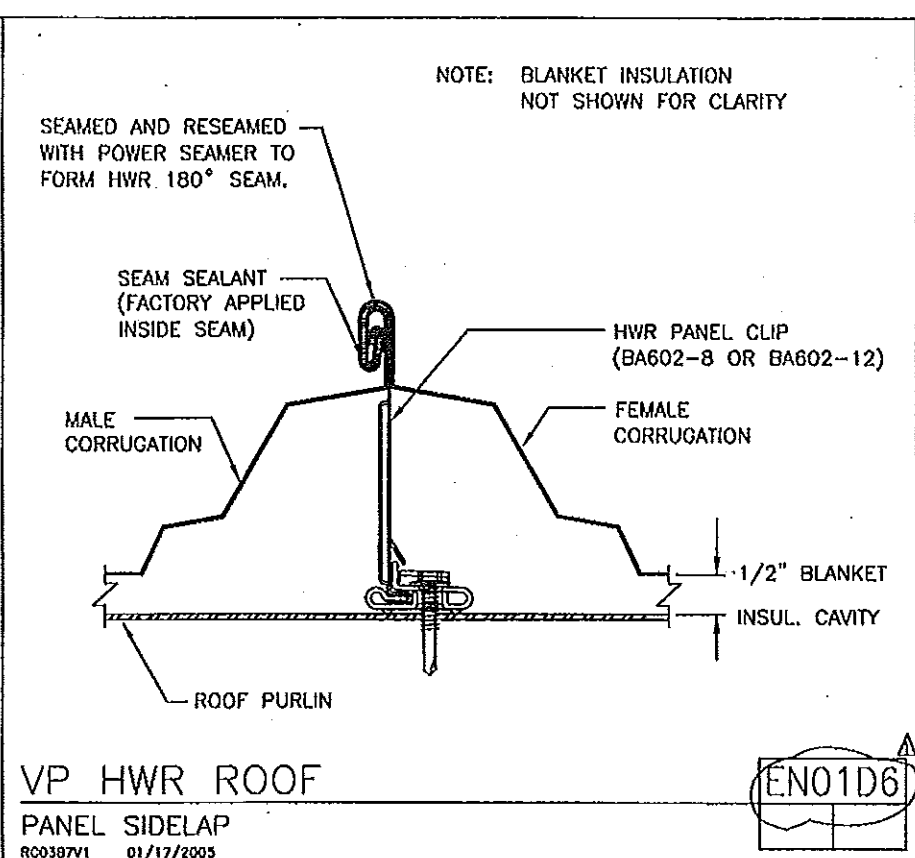 NOTE: BLANKET INSULATION
NOT SHOWN FOR CLARITY
SEAMED AND RESEAMED
WITH POWER SEAMER TO
FORM HWR 180° SEAM.
SEAM SEALANT
(FACTORY APPLIED
INSIDE SEAM)
HWR PANEL CLIP
(BA602-8 OR BA602-12)
MALE
CORRUGATION
FEMALE
CORRUGATION
1/2" BLANKET
INSUL. CAVITY
ROOF PURLIN
VP HWR ROOF
PANEL SIDELAP
RC0387V1 01/17/2005
EN01D6
1